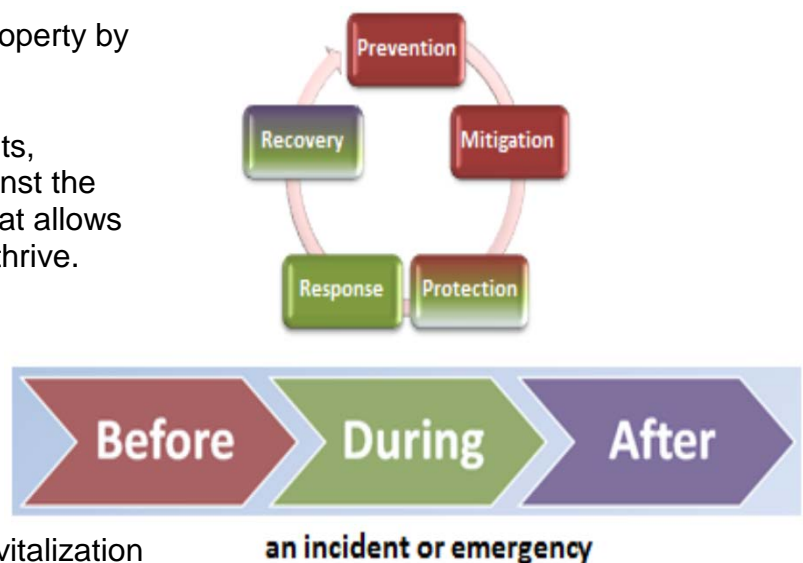 operty by
Prevention
Recovery
Mitigation
ts,
inst the
at allows
thrive.
Response
Protection
Before
During
After
vitalization
an incident or emergency